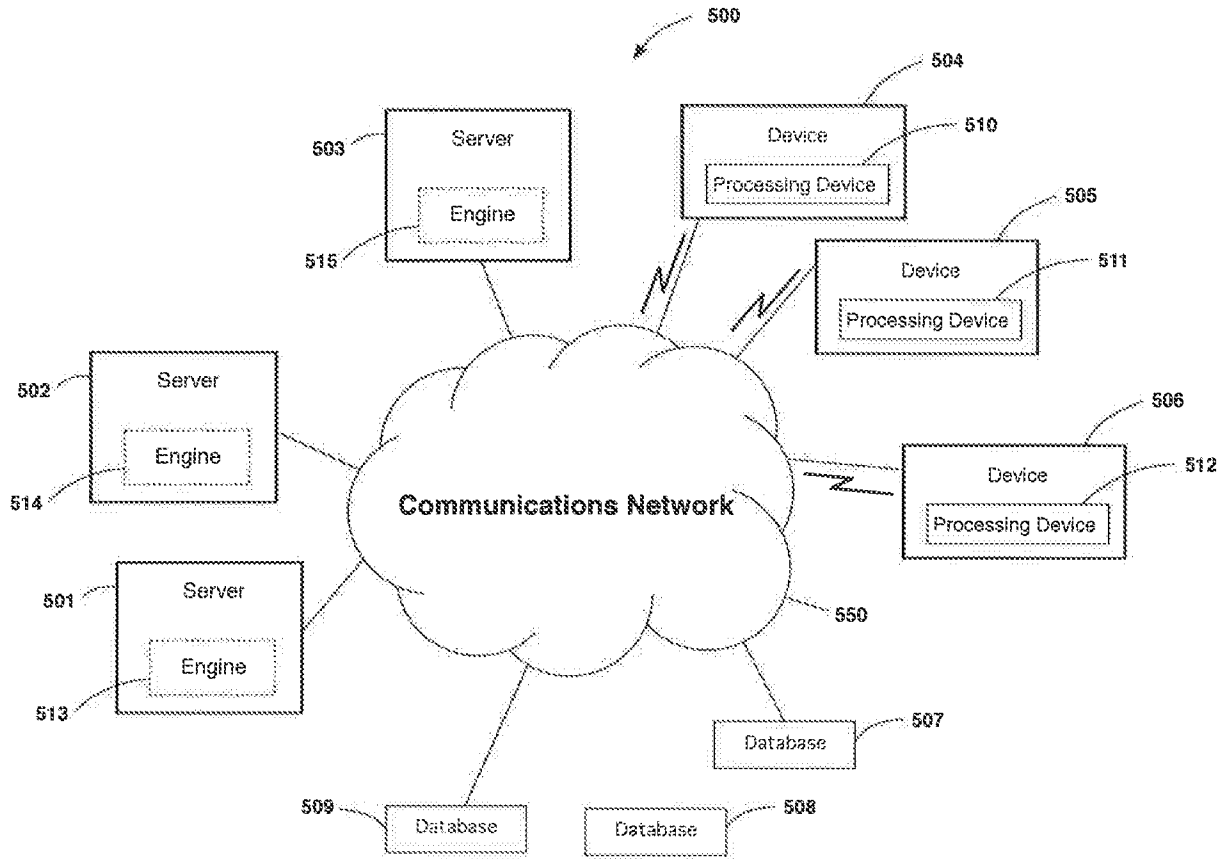 500
504
Device
510
Processing Device
503
Server
Engine
515
505
Device
511
Processing Device
502
Server
Engine
514
506
Device
512
Processing Device
Communications Network
501
Server
Engine
513
550
507
Database
509
Database
508
Database